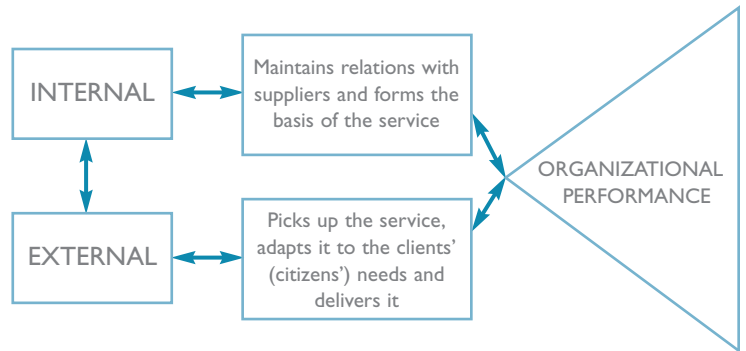 INTERNAL
Maintains relations with
suppliers and forms the
basis of the service
EXTERNAL
Picks up the service,
adapts it to the clients’
(citizens’) needs and
delivers it
ORGANIZATIONAL
PERFORMANCE